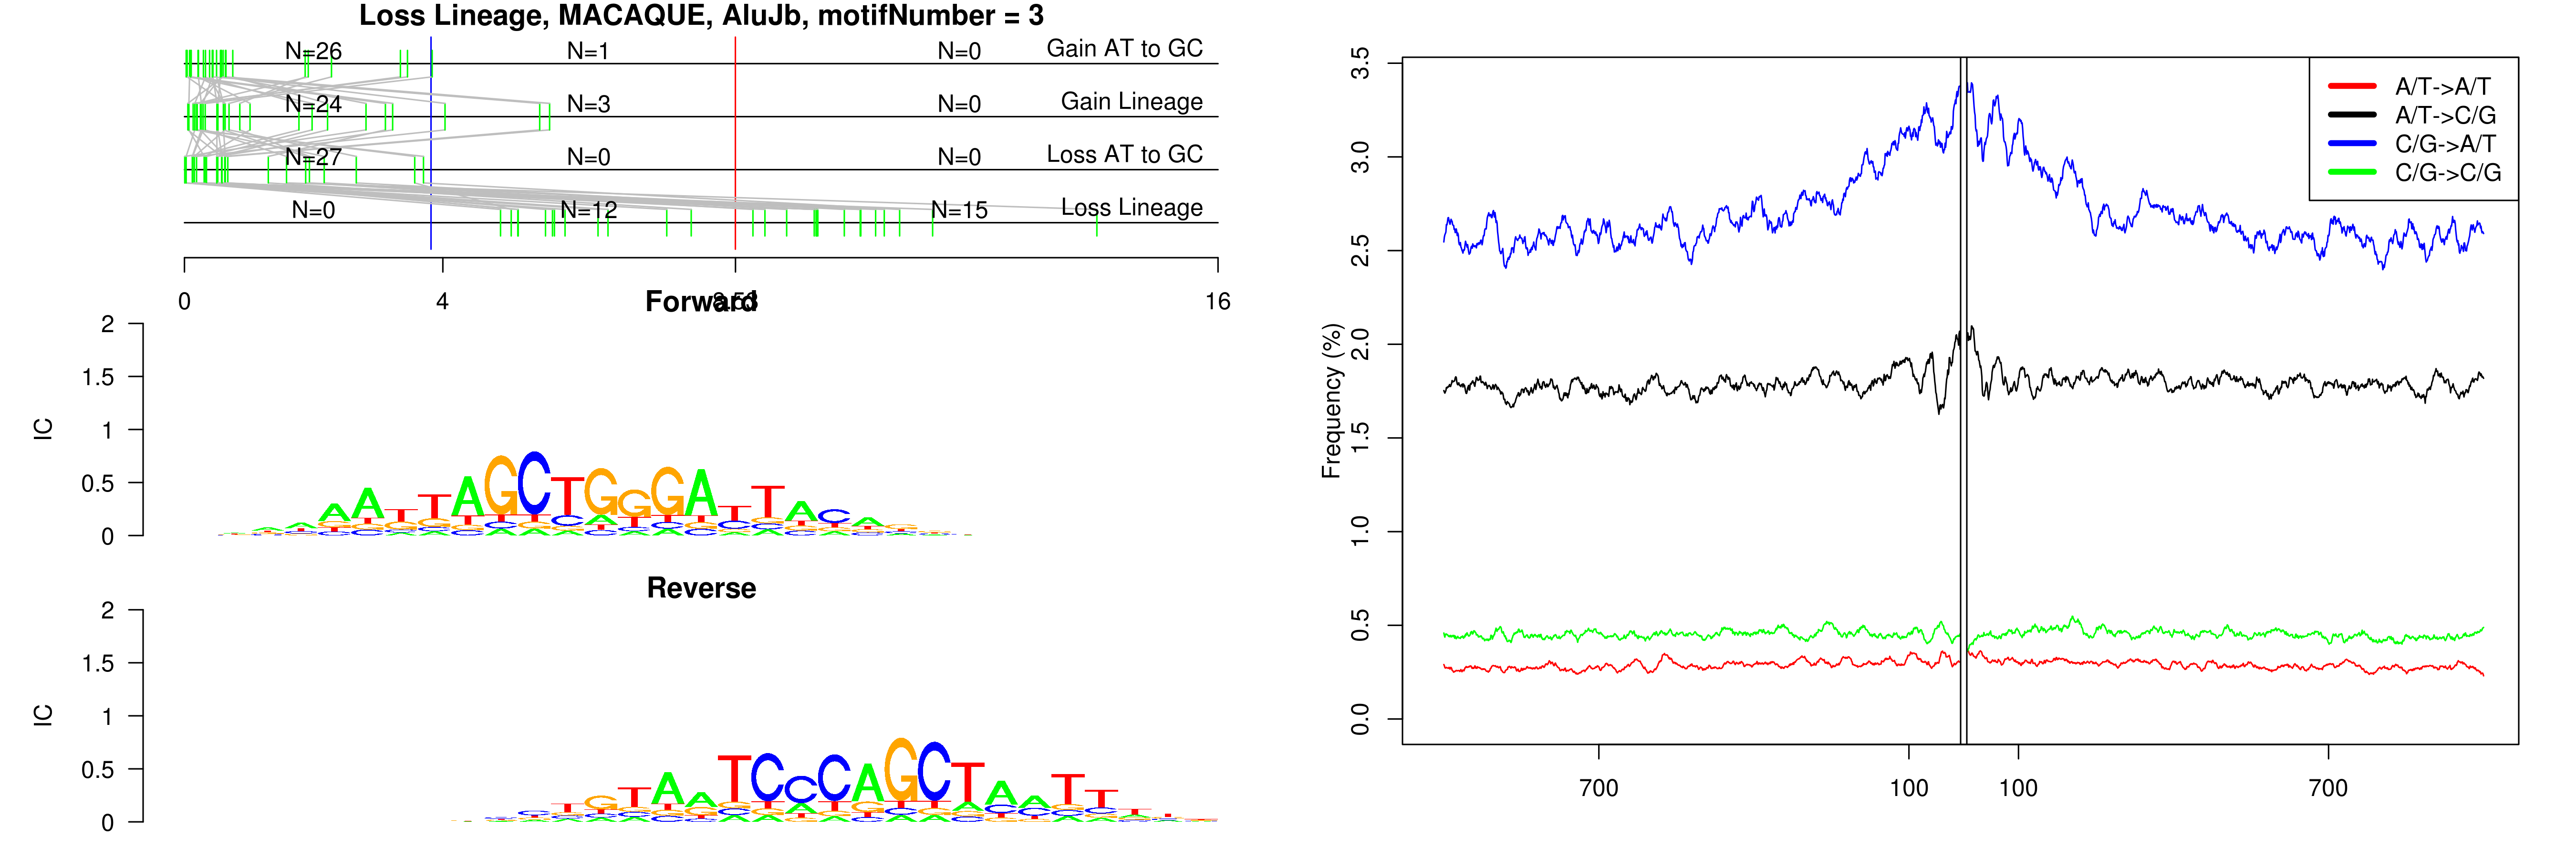 Loss Lineage, MACAQUE, AluJb, motifNumber = 3
N=26 N=1 N=0 Gain AT to GC
N=24 N=3 N=0 Gain Lineage
N=27 N=0 N=0 Loss AT to GC
N=0 N=12 N=15 Loss Lineage
0 4 8.53 16
Forward
2
1.5
1
0.5
0
IC
Reverse
2
1.5
1
0.5
0
IC
3.5
3.0
2.5
2.0
1.5
1.0
0.5
0.0
Frequency (%)
A/T->A/T
A/T->C/G
C/G->A/T
C/G->C/G
700 100 100 700